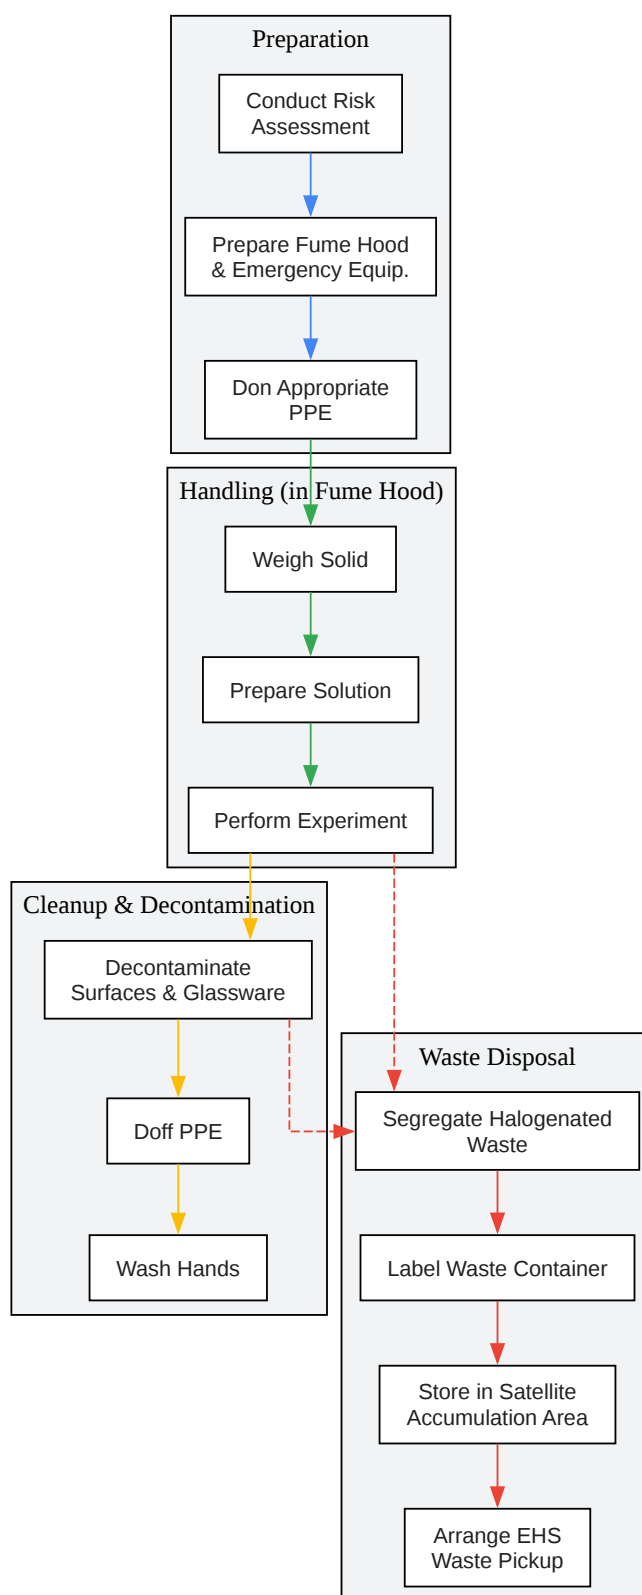 Preparation
Conduct Risk
Assessment
Prepare Fume Hood
& Emergency Equip.
Don Appropriate
PPE
Handling (in Fume Hood)
Weigh Solid
Prepare Solution
Perform Experiment
Cleanup & Decontamination
Decontaminate
Surfaces & Glassware
Doff PPE
Wash Hands
Waste Disposal
Segregate Halogenated
Waste
Label Waste Container
Store in Satellite
Accumulation Area
Arrange EHS
Waste Pickup